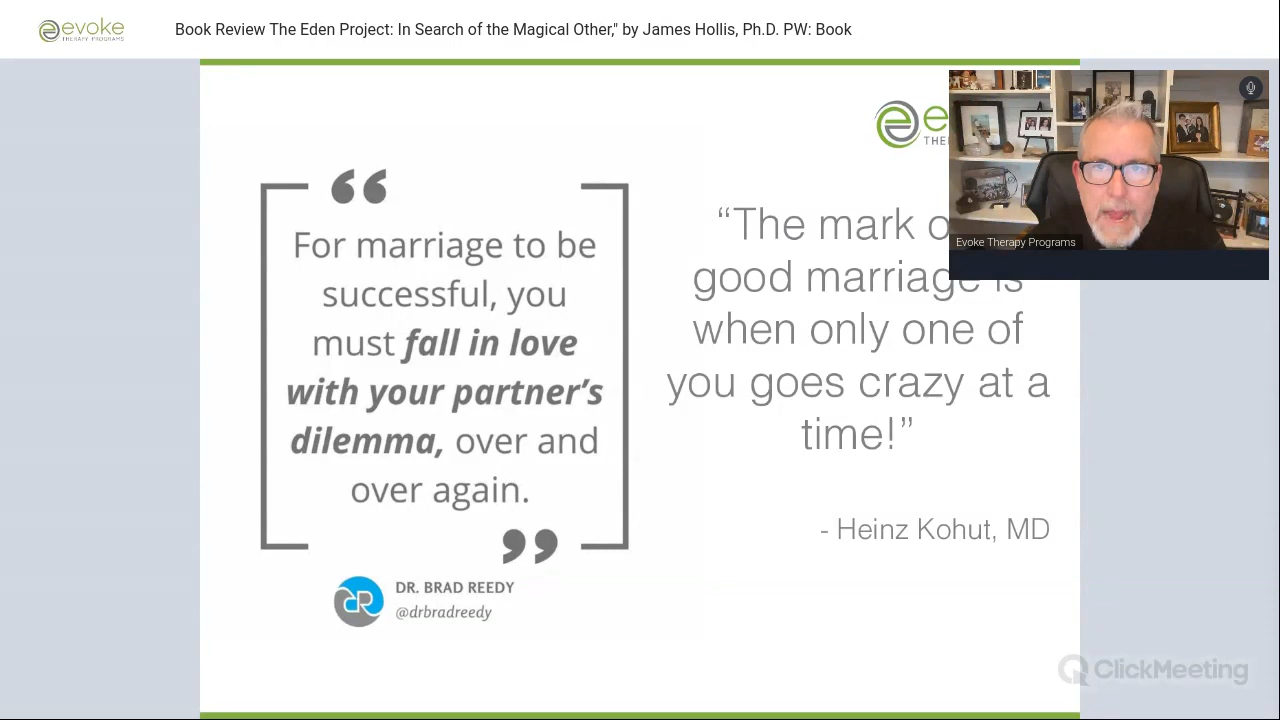 evoke
THERAPY PROGRAMS
Book Review The Eden Project: In Search of the Magical Other," by James Hollis, Ph.D. PW: Book
e
THE
“
For marriage to be
successful, you
must fall in love
with your partner’s
dilemma, over and
over again.
”
DR. BRAD REEDY
@drbradreedy
“The mark o
good marriage is
when only one of
you goes crazy at a
time!”
- Heinz Kohut, MD
Evoke Therapy Programs
ClickMeeting